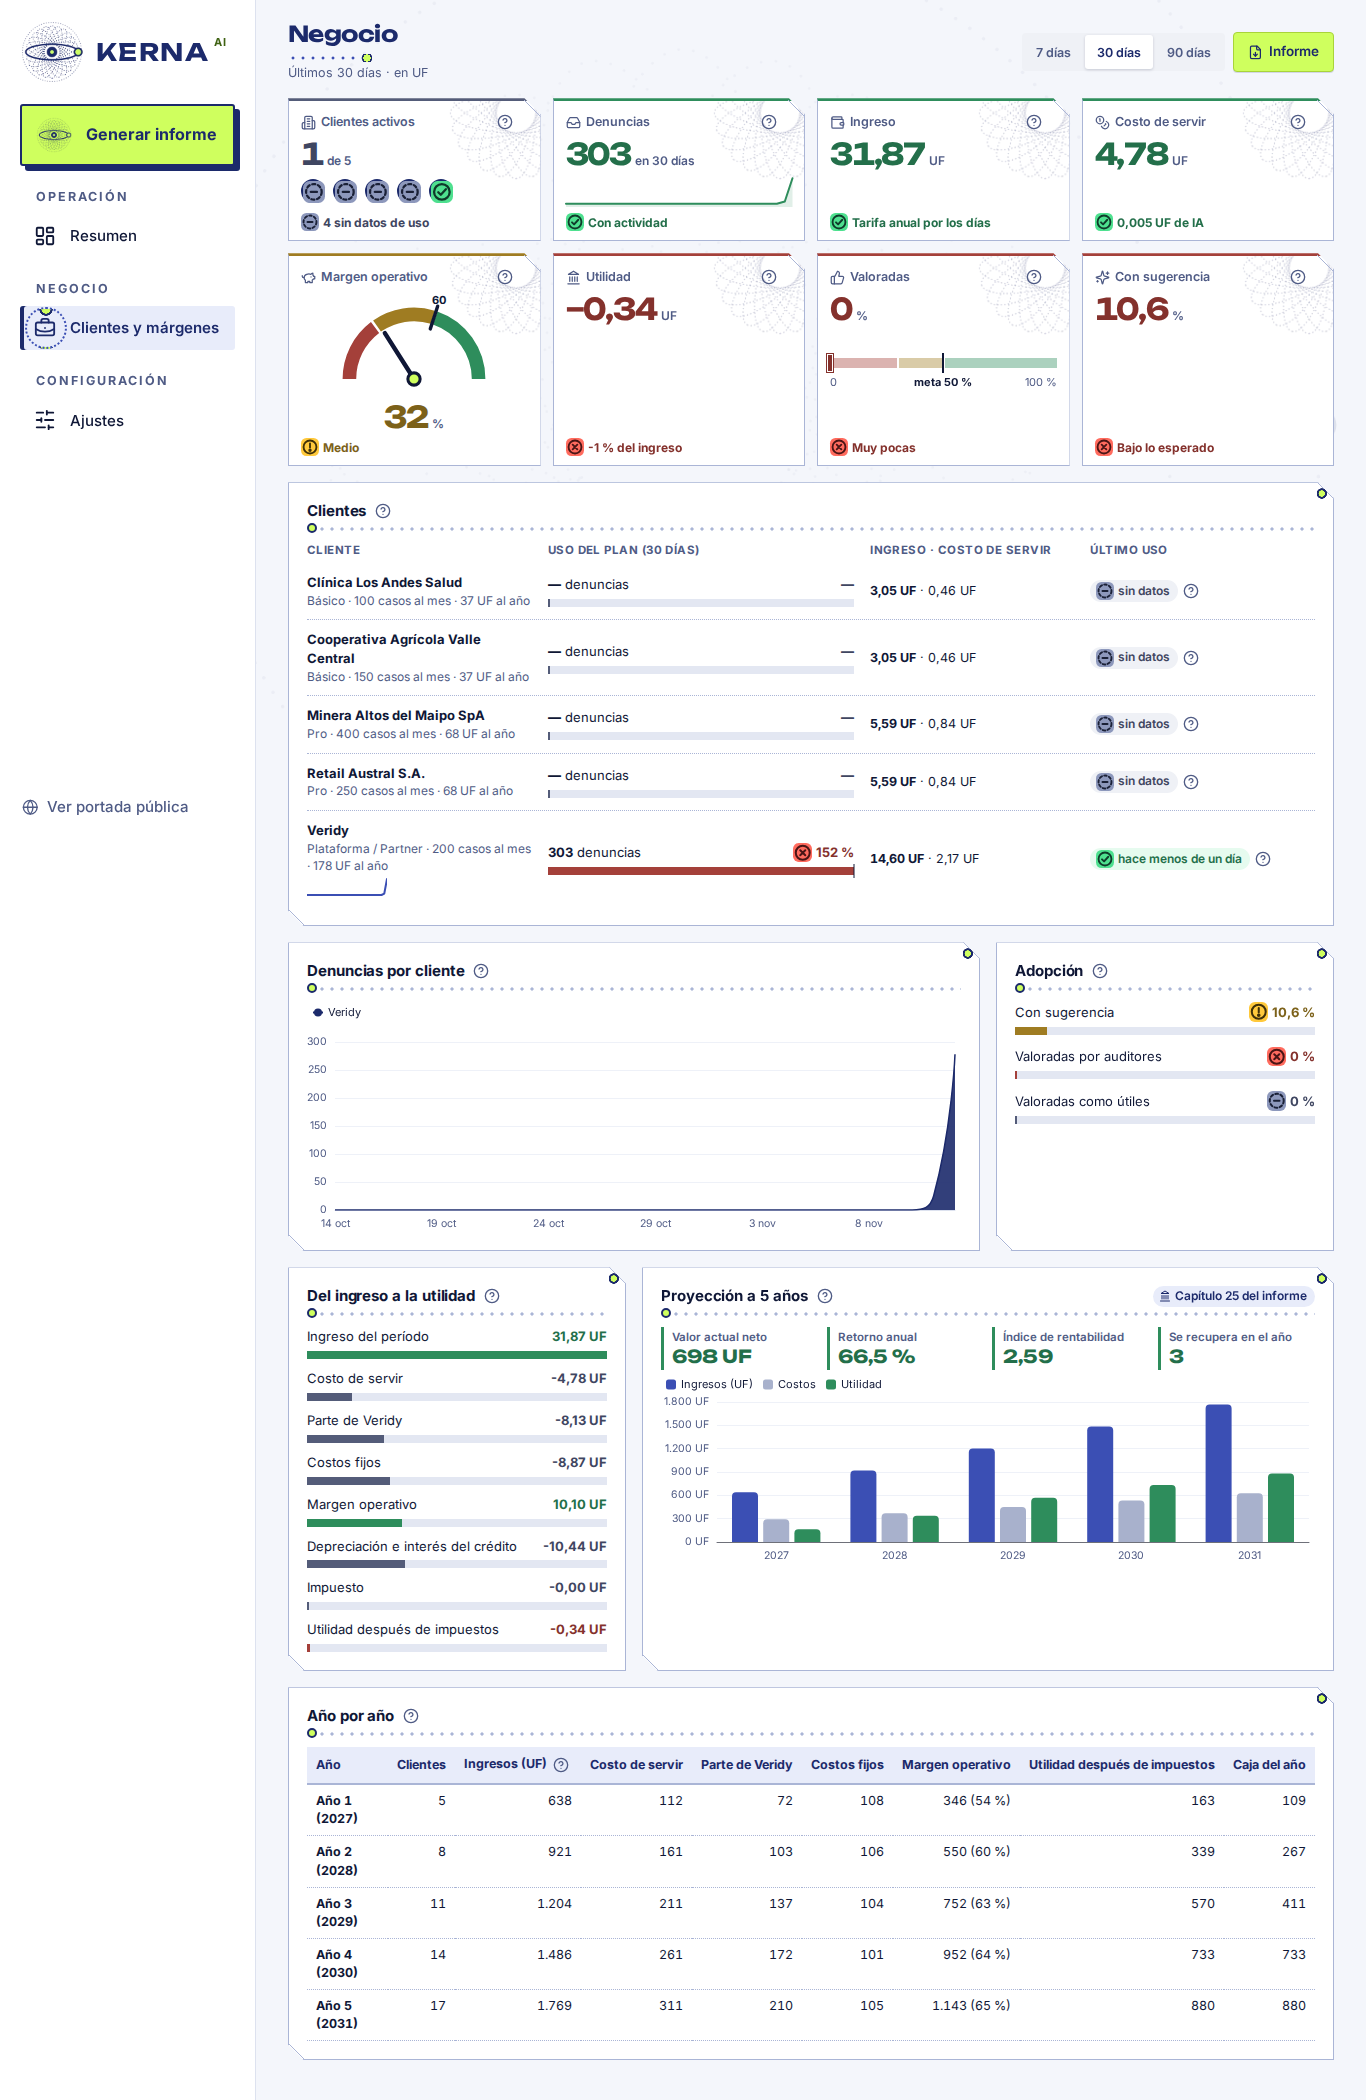 KERNA AI
Generar informe
OPERACIÓN
Resumen
NEGOCIO
Clientes y márgenes
CONFIGURACIÓN
Ajustes
Ver portada pública
Negocio
Últimos 30 días · en UF
7 días 30 días 90 días Informe
Clientes activos
1 de 5
4 sin datos de uso
Denuncias
303 en 30 días
Con actividad
Ingreso
31,87 UF
Tarifa anual por los días
Costo de servir
4,78 UF
0,005 UF de IA
Margen operativo
60
32 %
Medio
Utilidad
−0,34 UF
-1 % del ingreso
Valoradas
0 %
0 meta 50 % 100 %
Muy pocas
Con sugerencia
10,6 %
Bajo lo esperado
Clientes
CLIENTE USO DEL PLAN (30 DÍAS) INGRESO · COSTO DE SERVIR ÚLTIMO USO
Clínica Los Andes Salud
Básico · 100 casos al mes · 37 UF al año
— denuncias —
3,05 UF · 0,46 UF
sin datos
Cooperativa Agrícola Valle
Central
Básico · 150 casos al mes · 37 UF al año
— denuncias —
3,05 UF · 0,46 UF
sin datos
Minera Altos del Maipo SpA
Pro · 400 casos al mes · 68 UF al año
— denuncias —
5,59 UF · 0,84 UF
sin datos
Retail Austral S.A.
Pro · 250 casos al mes · 68 UF al año
— denuncias —
5,59 UF · 0,84 UF
sin datos
Veridy
Plataforma / Partner · 200 casos al mes
· 178 UF al año
303 denuncias 152 %
14,60 UF · 2,17 UF
hace menos de un día
Denuncias por cliente
Veridy
300
250
200
150
100
50
0
14 oct 19 oct 24 oct 29 oct 3 nov 8 nov
Adopción
Con sugerencia 10,6 %
Valoradas por auditores 0 %
Valoradas como útiles 0 %
Del ingreso a la utilidad
Ingreso del período 31,87 UF
Costo de servir -4,78 UF
Parte de Veridy -8,13 UF
Costos fijos -8,87 UF
Margen operativo 10,10 UF
Depreciación e interés del crédito -10,44 UF
Impuesto -0,00 UF
Utilidad después de impuestos -0,34 UF
Proyección a 5 años
Capítulo 25 del informe
Valor actual neto
698 UF
Retorno anual
66,5 %
Índice de rentabilidad
2,59
Se recupera en el año
3
Ingresos (UF) Costos Utilidad
1.800 UF
1.500 UF
1.200 UF
900 UF
600 UF
300 UF
0 UF
2027 2028 2029 2030 2031
Año por año
Año Clientes Ingresos (UF) Costo de servir Parte de Veridy Costos fijos Margen operativo Utilidad después de impuestos Caja del año
Año 1 5 638 112 72 108 346 (54 %) 163 109
(2027)
Año 2 8 921 161 103 106 550 (60 %) 339 267
(2028)
Año 3 11 1.204 211 137 104 752 (63 %) 570 411
(2029)
Año 4 14 1.486 261 172 101 952 (64 %) 733 733
(2030)
Año 5 17 1.769 311 210 105 1.143 (65 %) 880 880
(2031)